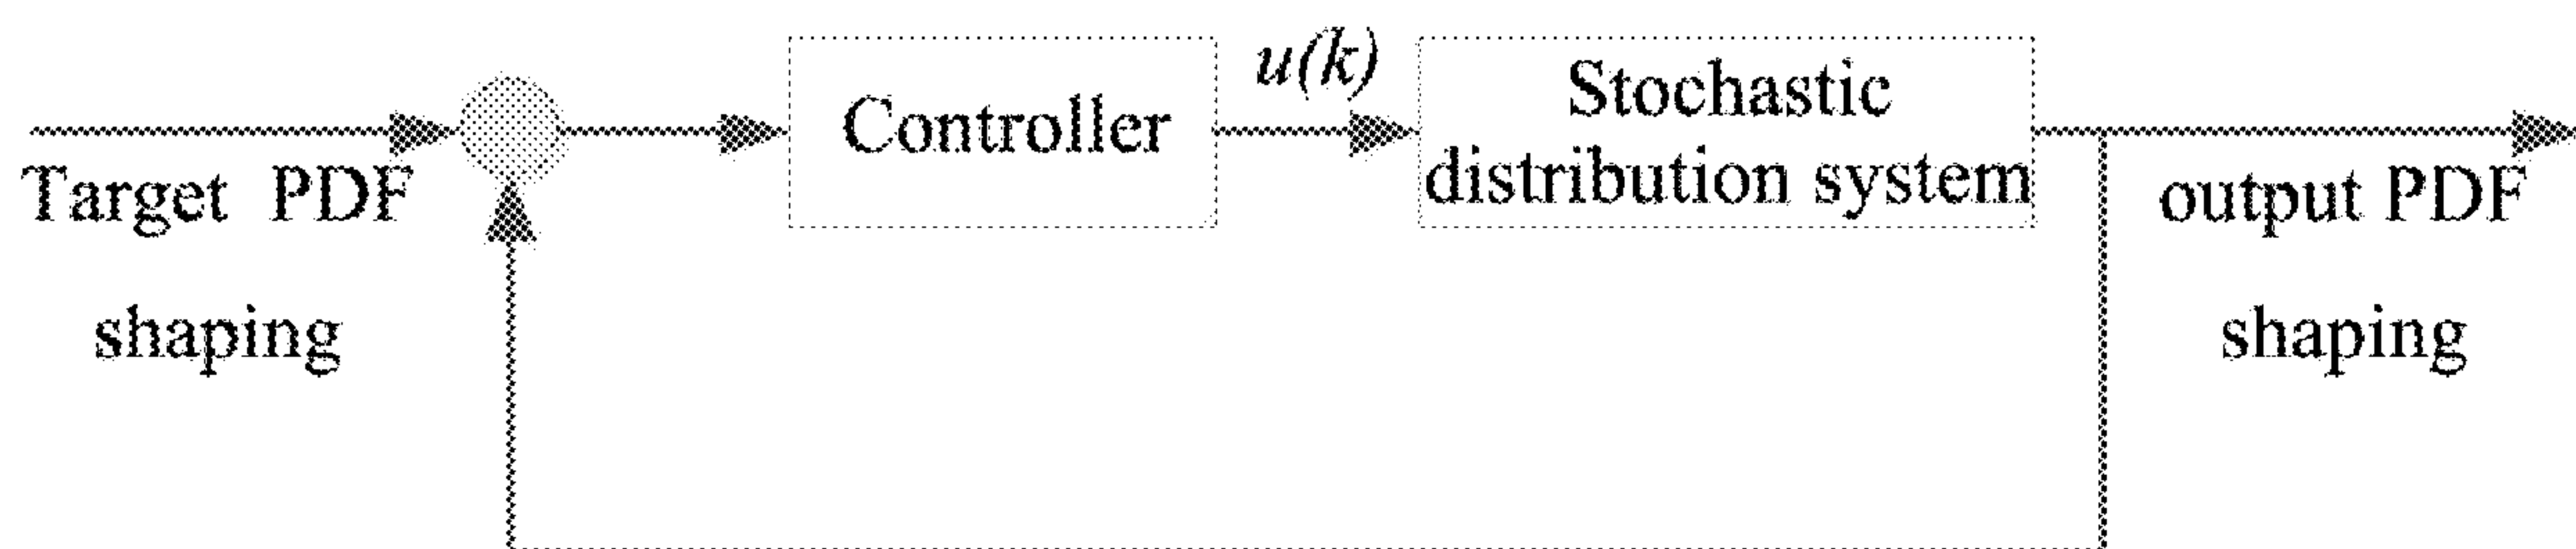 Target PDF
shaping
Controller
u(k)
Stochastic
distribution system
output PDF
shaping